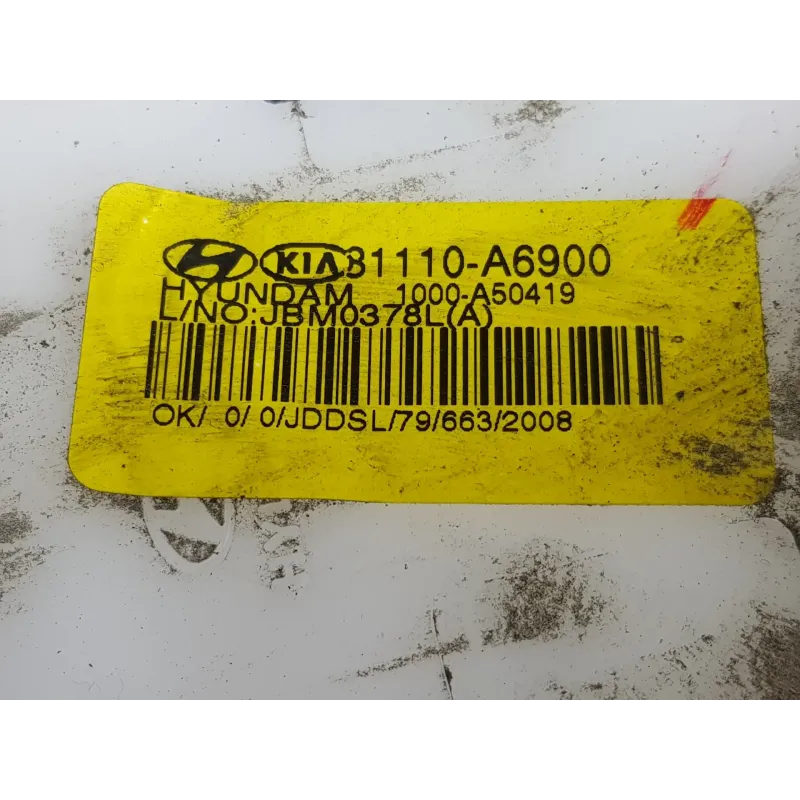 KIA 31110-A6900
HYUNDAM 1000-A50419
L/NO:JBM0378L(A)
OK/ 0/ 0/JDDSL/79/663/2008